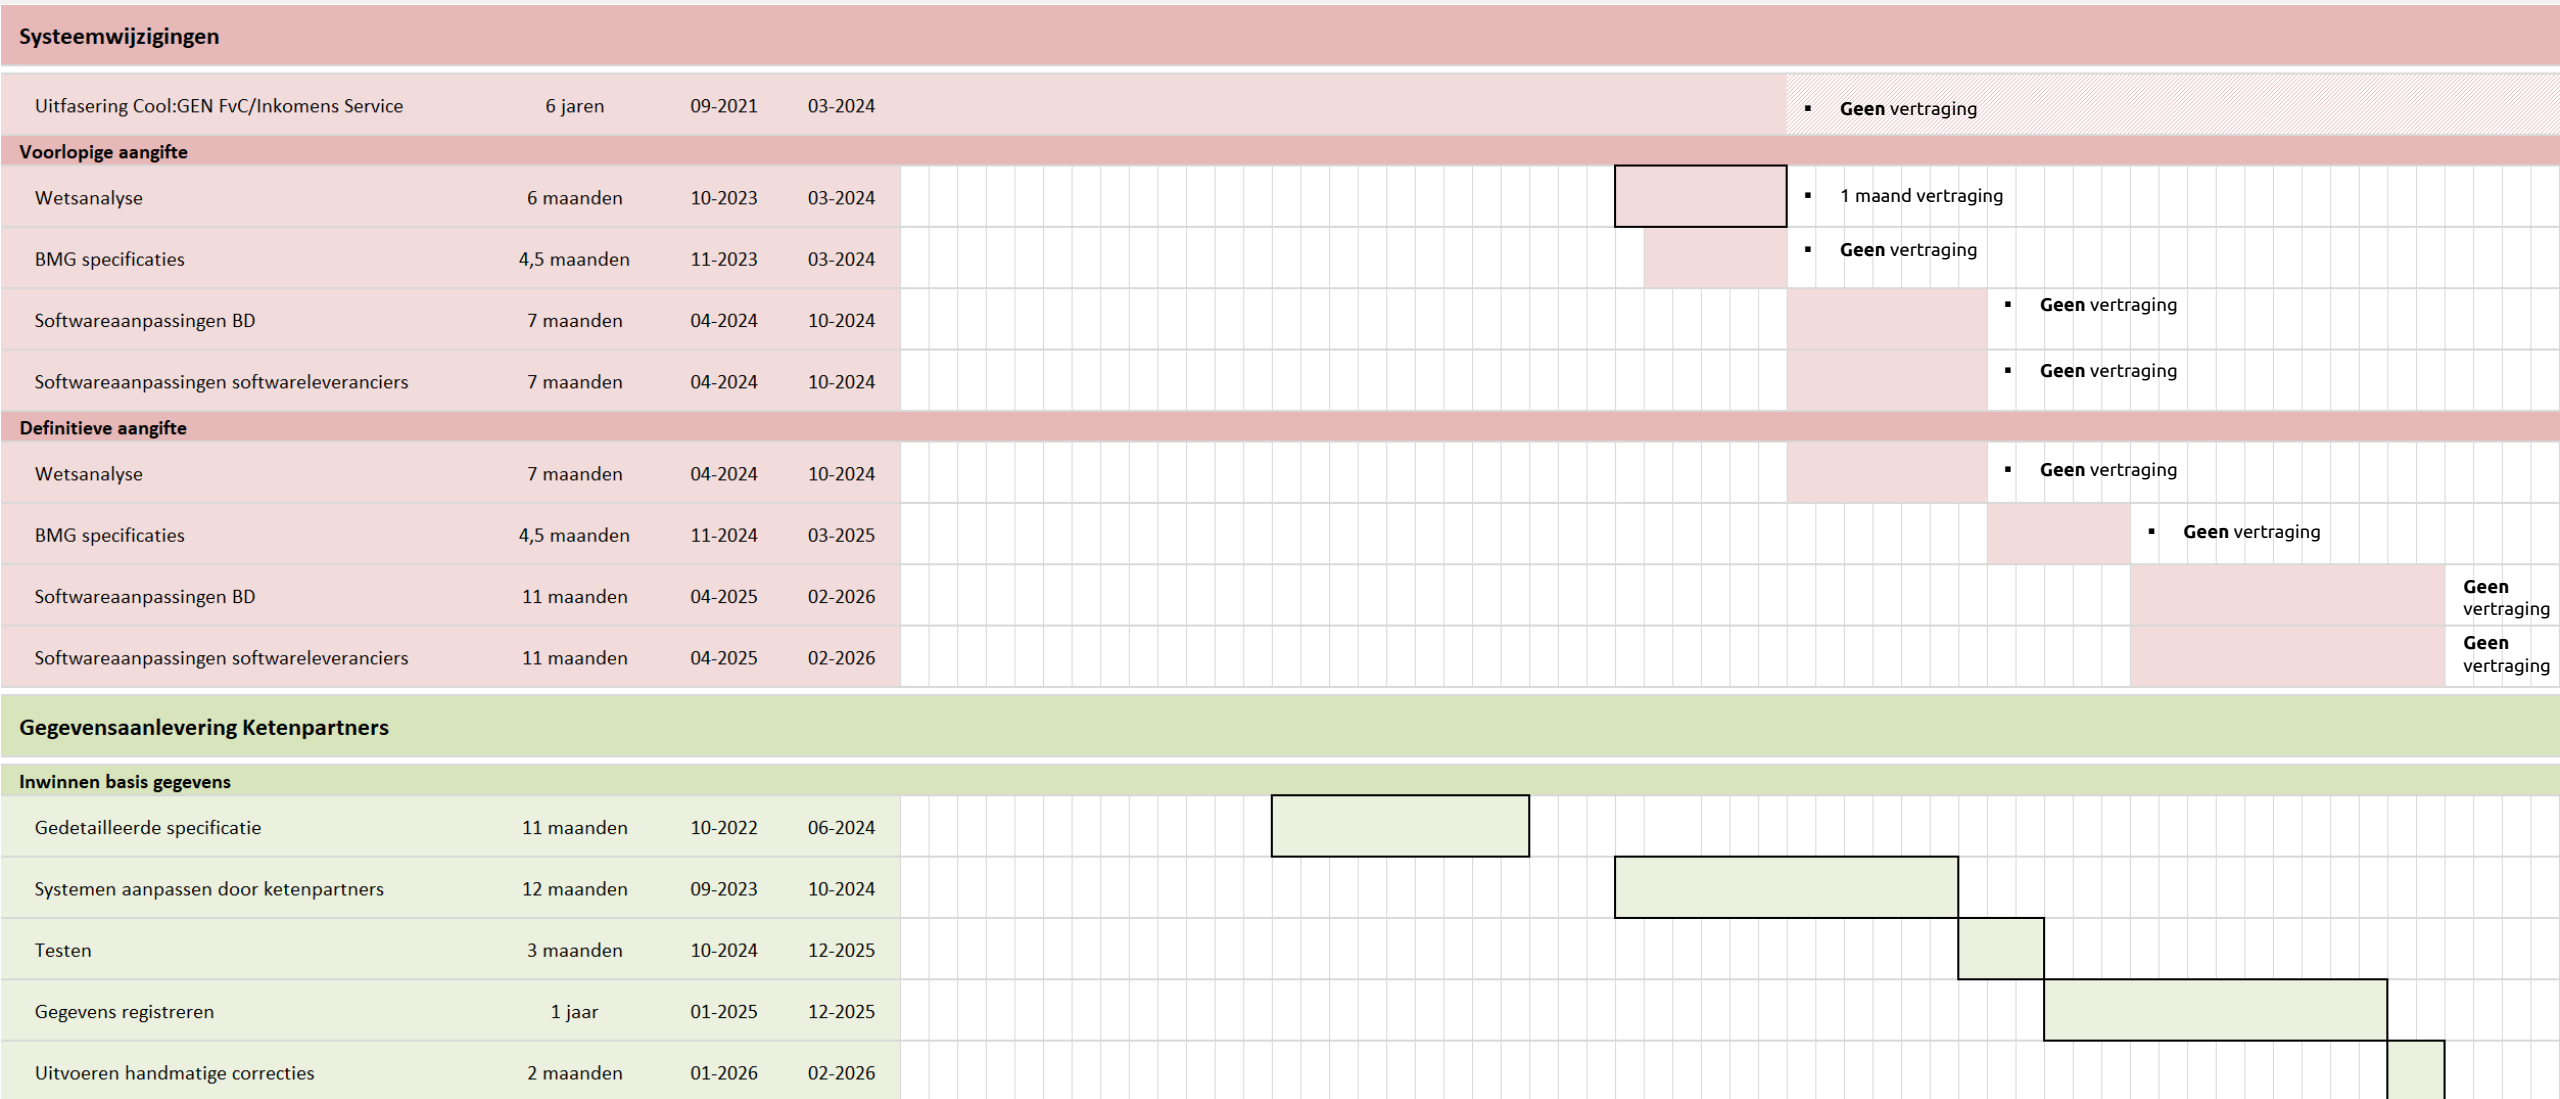 Systeemwijzigingen
Uitfasering Cool:GEN FvC/Inkomens Service 6 jaren 09-2021 03-2024 ▪ Geen vertraging
Voorlopige aangifte
Wetsanalyse 6 maanden 10-2023 03-2024 ▪ 1 maand vertraging
BMG specificaties 4,5 maanden 11-2023 03-2024 ▪ Geen vertraging
Softwareaanpassingen BD 7 maanden 04-2024 10-2024 ▪ Geen vertraging
Softwareaanpassingen softwareleveranciers 7 maanden 04-2024 10-2024 ▪ Geen vertraging
Definitieve aangifte
Wetsanalyse 7 maanden 04-2024 10-2024 ▪ Geen vertraging
BMG specificaties 4,5 maanden 11-2024 03-2025 ▪ Geen vertraging
Softwareaanpassingen BD 11 maanden 04-2025 02-2026 Geen
vertraging
Softwareaanpassingen softwareleveranciers 11 maanden 04-2025 02-2026 Geen
vertraging
Gegevensaanlevering Ketenpartners
Inwinnen basis gegevens
Gedetailleerde specificatie 11 maanden 10-2022 06-2024
Systemen aanpassen door ketenpartners 12 maanden 09-2023 10-2024
Testen 3 maanden 10-2024 12-2025
Gegevens registreren 1 jaar 01-2025 12-2025
Uitvoeren handmatige correcties 2 maanden 01-2026 02-2026